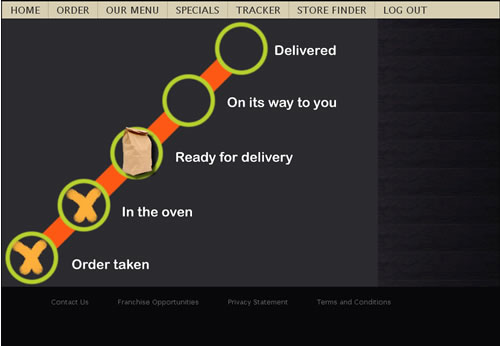 HOME ORDER OUR MENU SPECIALS TRACKER STORE FINDER LOG OUT
Delivered
On its way to you
Ready for delivery
In the oven
Order taken
Contact Us Franchise Opportunities Privacy Statement Terms and Conditions